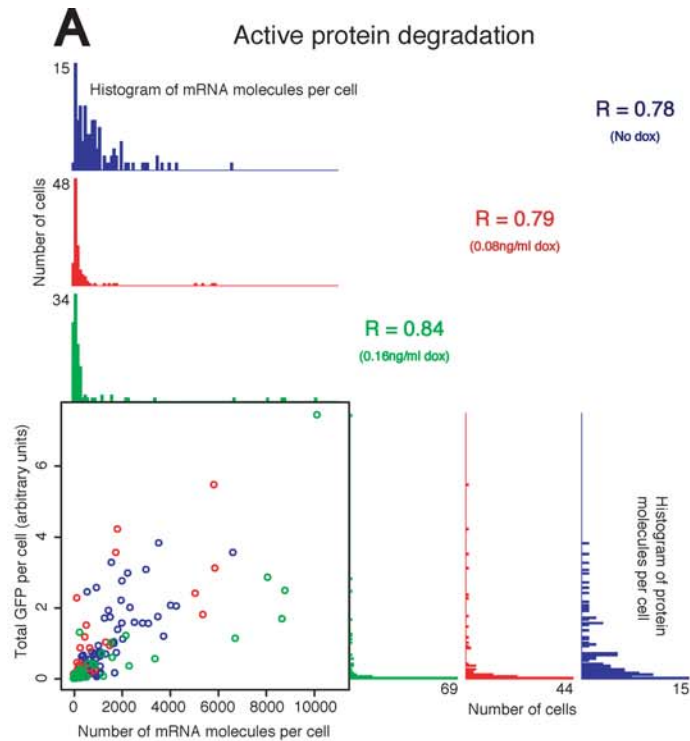 A
Active protein degradation
15
Histogram of mRNA molecules per cell
R = 0.78
(No dox)
48
R = 0.79
(0.08ng/ml dox)
Number of cells
34
R = 0.84
(0.16ng/ml dox)
Total GFP per cell (arbitrary units)
6
4
2
0
0
2000
4000
6000
8000
10000
Number of mRNA molecules per cell
69
44
15
Number of cells
Histogram of protein
molecules per cell